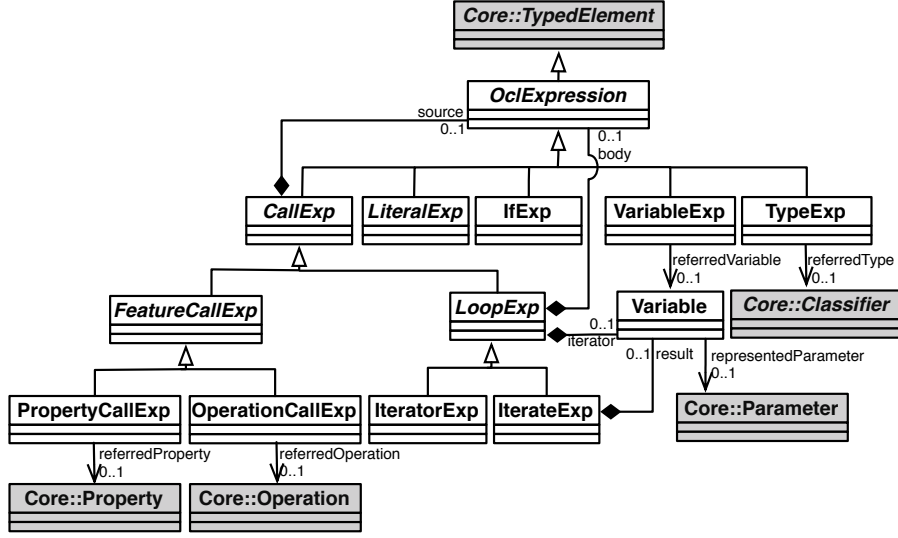 Core::TypedElement
OclExpression
source
0..1
0..1
body
CallExp
LiteralExp
IfExp
VariableExp
TypeExp
referredVariable
0..1
referredType
0..1
FeatureCallExp
LoopExp
Variable
Core::Classifier
0..1
iterator
0..1 result
representedParameter
0..1
PropertyCallExp
OperationCallExp
IteratorExp
IterateExp
Core::Parameter
referredProperty
0..1
referredOperation
0..1
Core::Property
Core::Operation